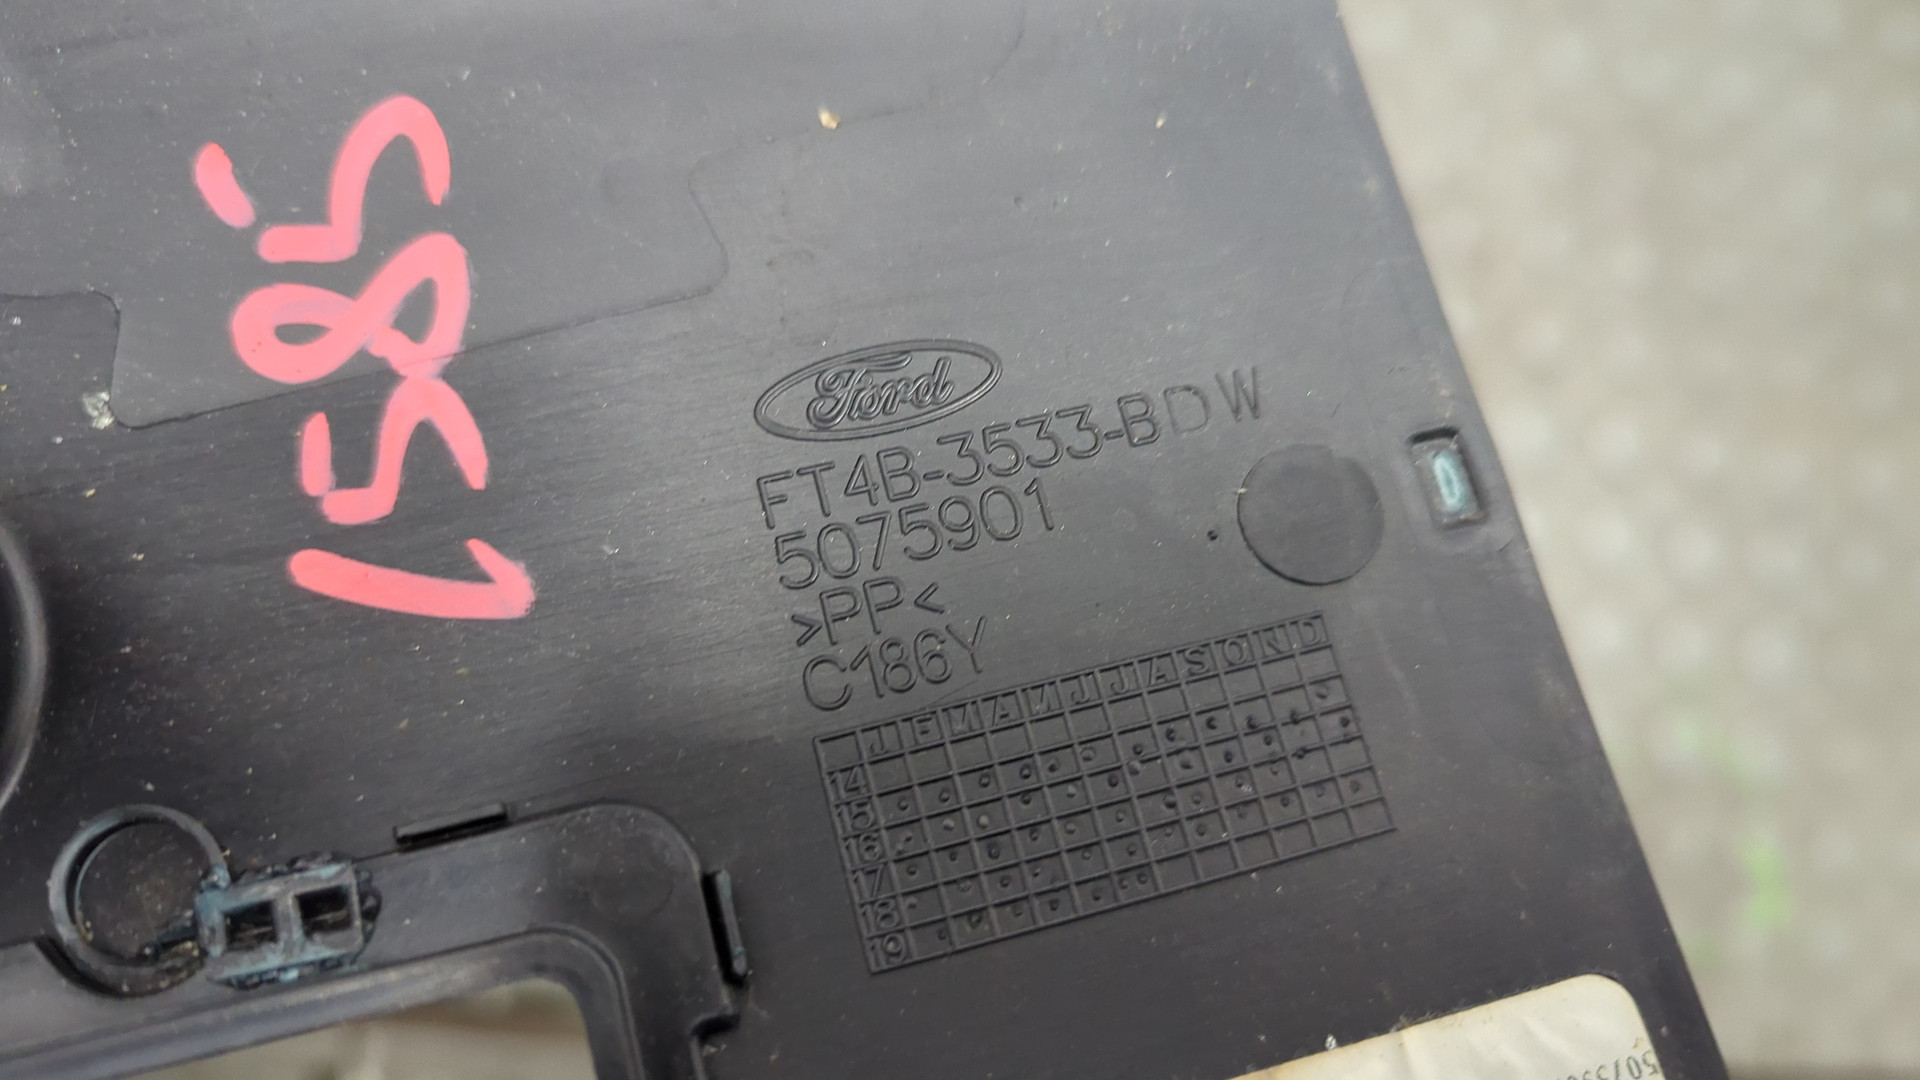 1585'
Ford
FT4B-3533-BDW
5075901
>PP<
C186Y
J F M A M J J A S O N D
14
15
16
17
18
19